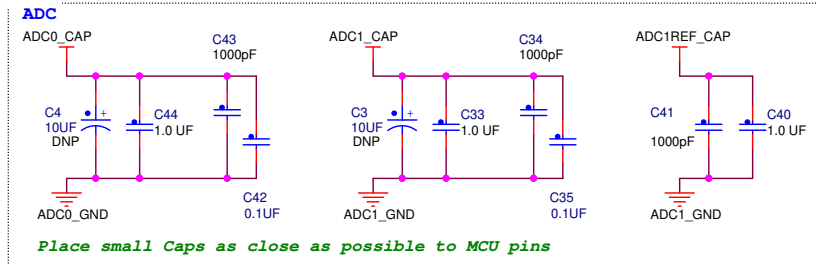 ADC
ADC0_CAP
C43
1000pF
C4
10UF
DNP
+
C44
1.0 UF
C42
0.1UF
ADC0_GND
ADC1_CAP
C34
1000pF
C3
10UF
DNP
+
C33
1.0 UF
C35
0.1UF
ADC1_GND
ADC1REF_CAP
C41
1000pF
C40
1.0 UF
ADC1_GND
Place small Caps as close as possible to MCU pins